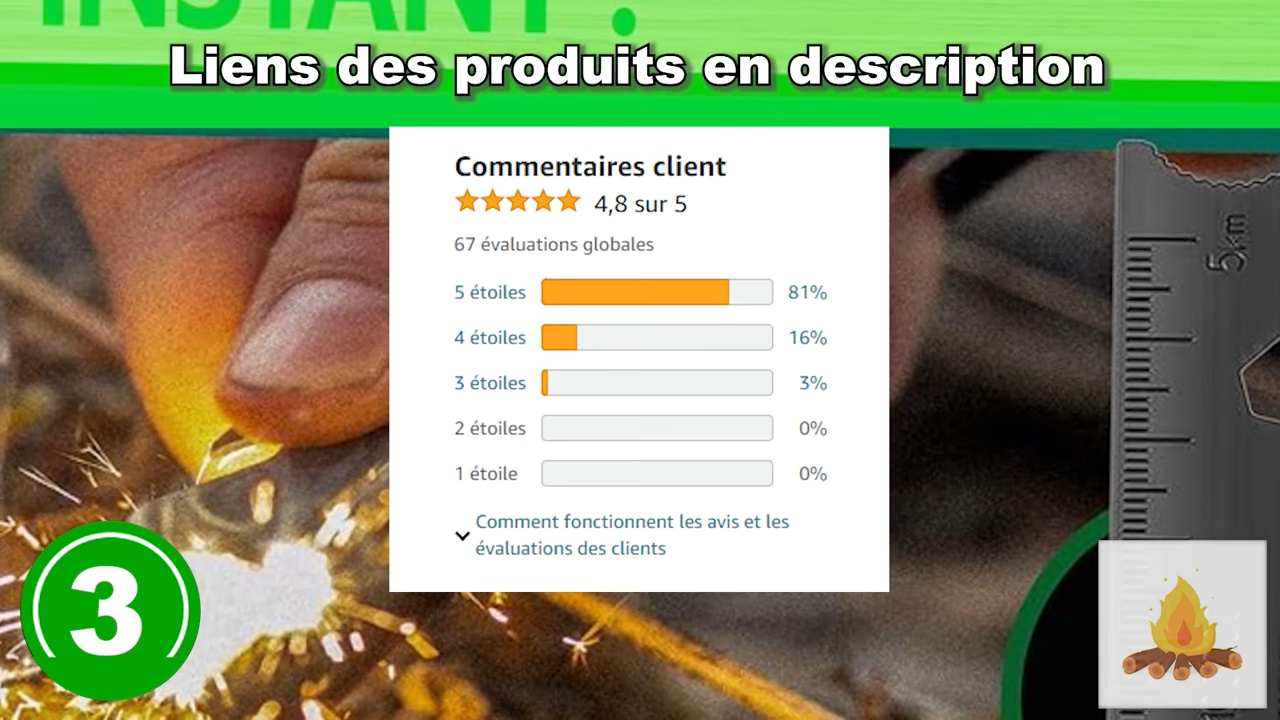 INSTANT !
Liens des produits en description
Commentaires client
4,8 sur 5
67 évaluations globales
5 étoiles 81%
4 étoiles 16%
3 étoiles 3%
2 étoiles 0%
1 étoile 0%
Comment fonctionnent les avis et les
évaluations des clients
5km
3